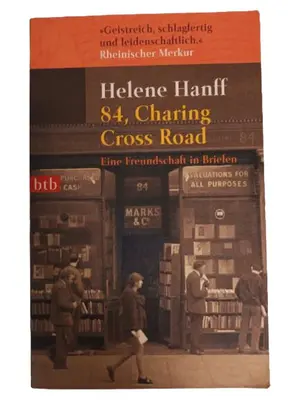 »Geistreich, schlagfertig
und leidenschaftlich.«
Rheinischer Merkur
Helene Hanff
84, Charing
Cross Road
Eine Freundschaft in Briefen
btb
CASH
84
VALUATIONS FOR
ALL PURPOSES
MARKS
& Co.